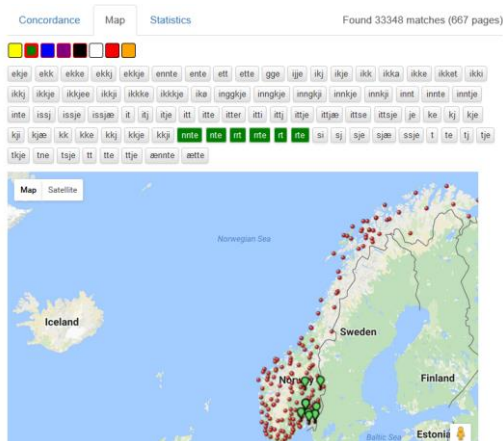 Concordance Map Statistics Found 33348 matches (667 pages)
ekje ekk ekke ekkj ekkje ennte ente ett ette gge ijje ikj ikje ikk ikka ikke ikket ikki
ikkj ikkje ikkjee ikkji ikkke ikkkje ikø inggkje inngkje inngkji innkje innkji innt innte inntje
inte issj issje issjæ it itj itje itt itte itter itti ittj ittje ittjæ ittse ittsje je ke kj kje
kji kjæ kk kke kkj kkje kkji nnte nte rrt rrte rt rte si sj sje sjæ sse ssje t te tj tje
tkje tne tsje tt tte ttje ænnte ætte
Map Satellite
Norwegian Sea
Iceland
Sweden
Norway
Finland
Baltic Sea
Estonia